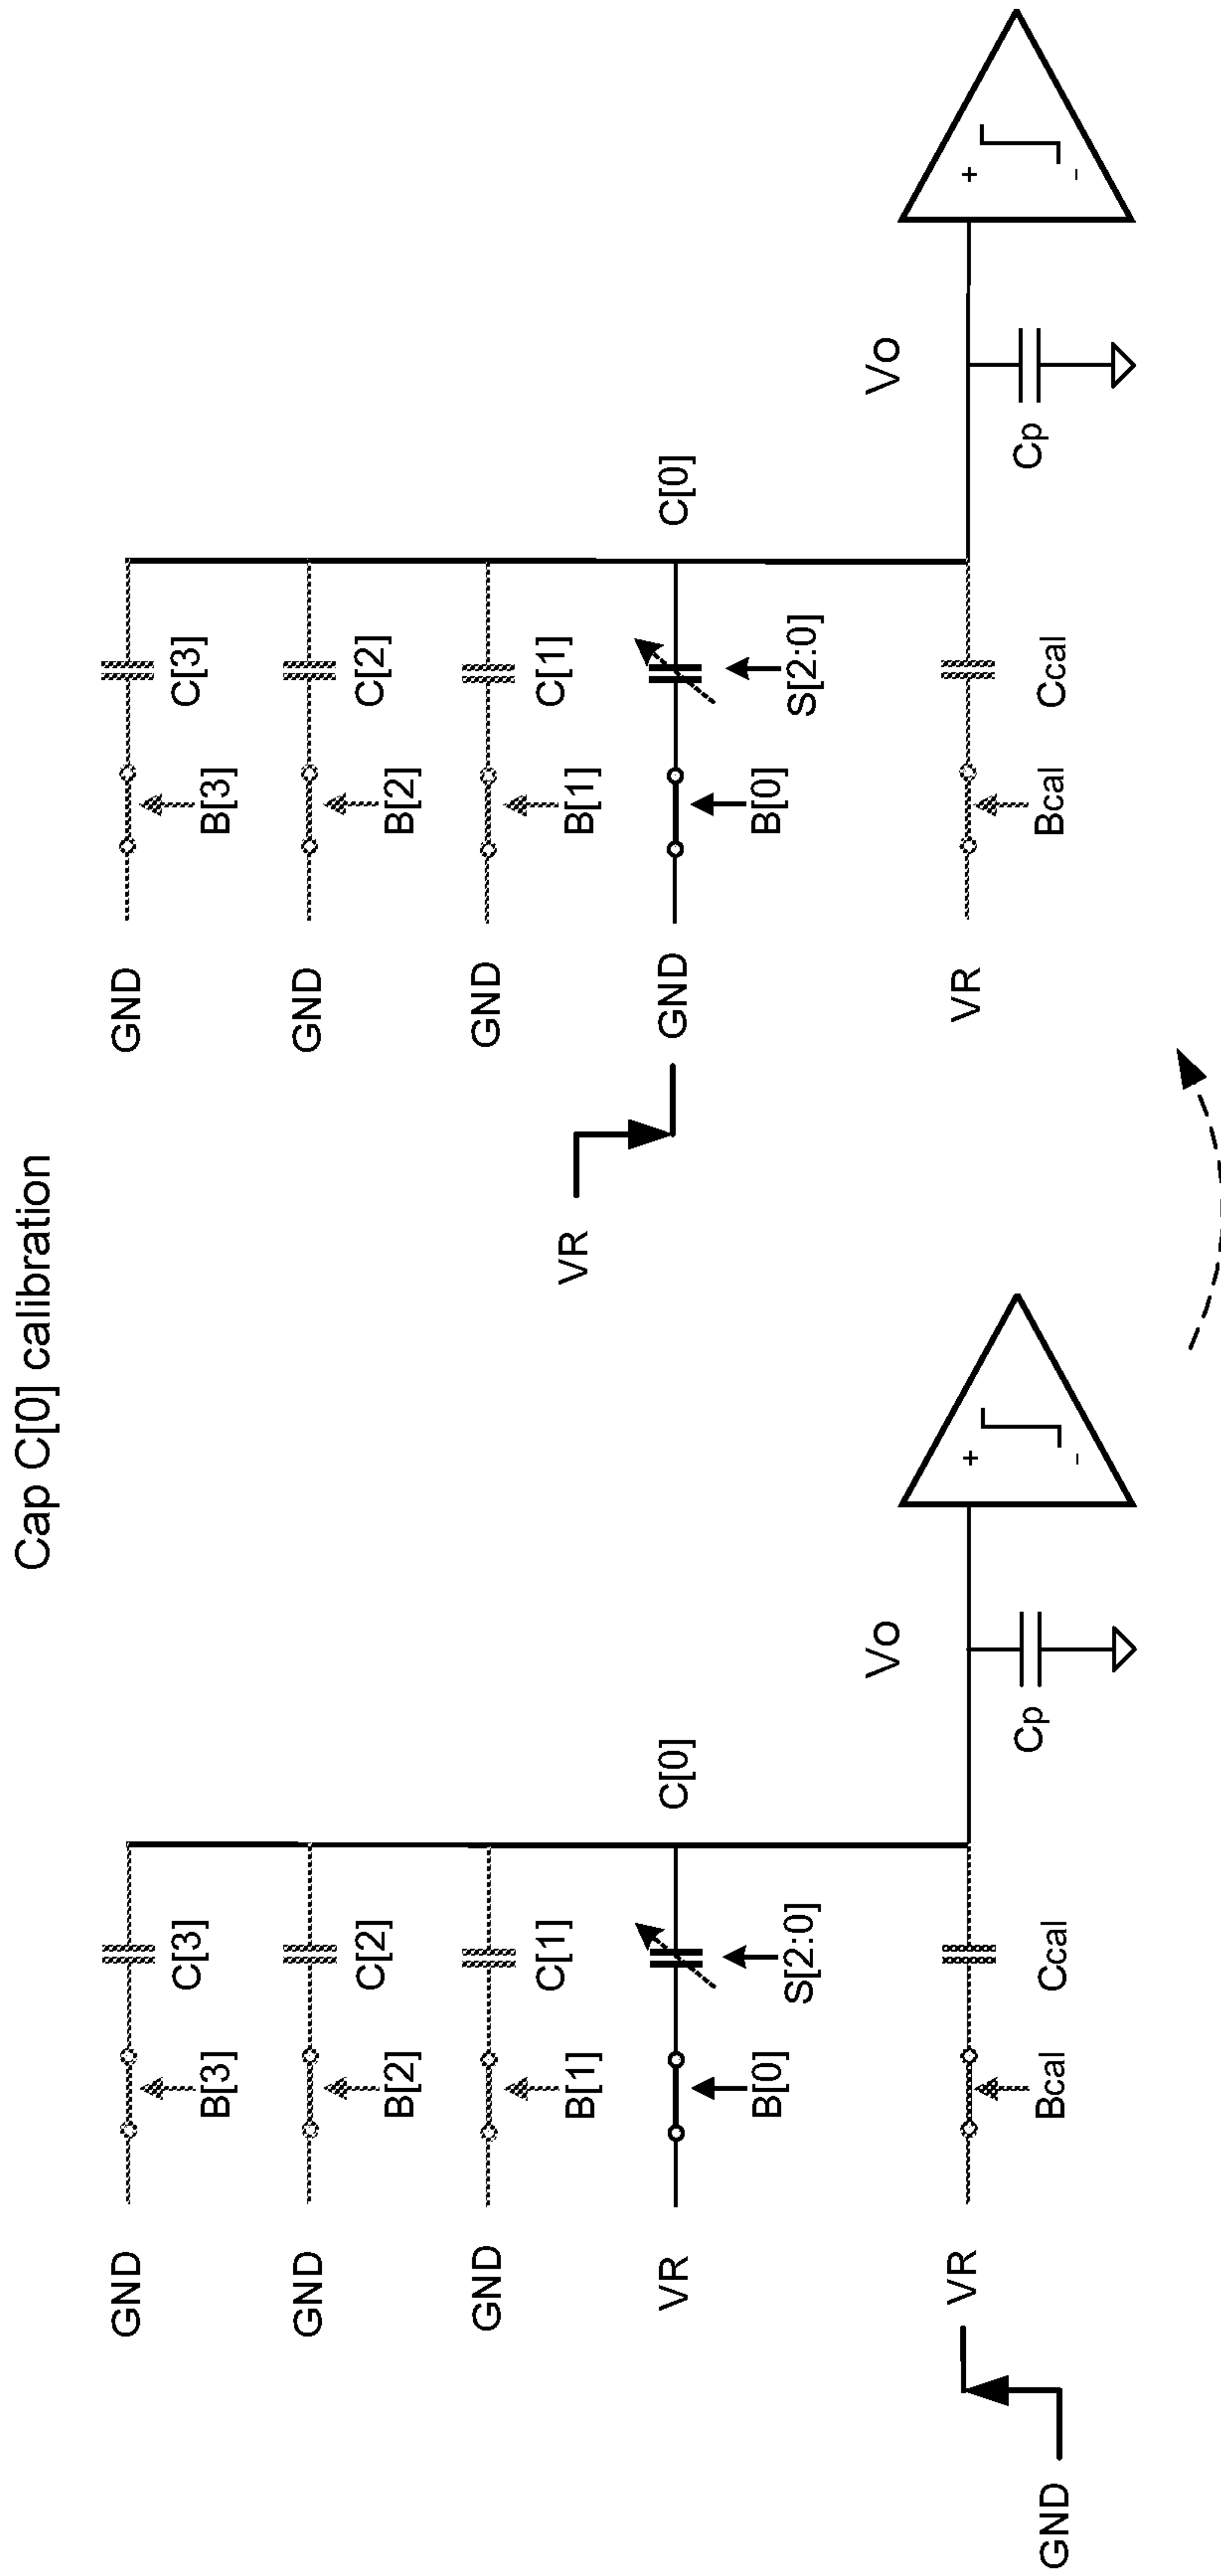 Cap C[0] calibration
GND
B[3]
C[3]
GND
B[2]
C[2]
GND
B[1]
C[1]
VR
B[0]
S[2:0]
C[0]
GND
VR
Bcal
Ccal
Vo
Cp
+
-
GND
B[3]
C[3]
GND
B[2]
C[2]
GND
B[1]
C[1]
VR
GND
B[0]
S[2:0]
C[0]
VR
Bcal
Ccal
Vo
Cp
+
-